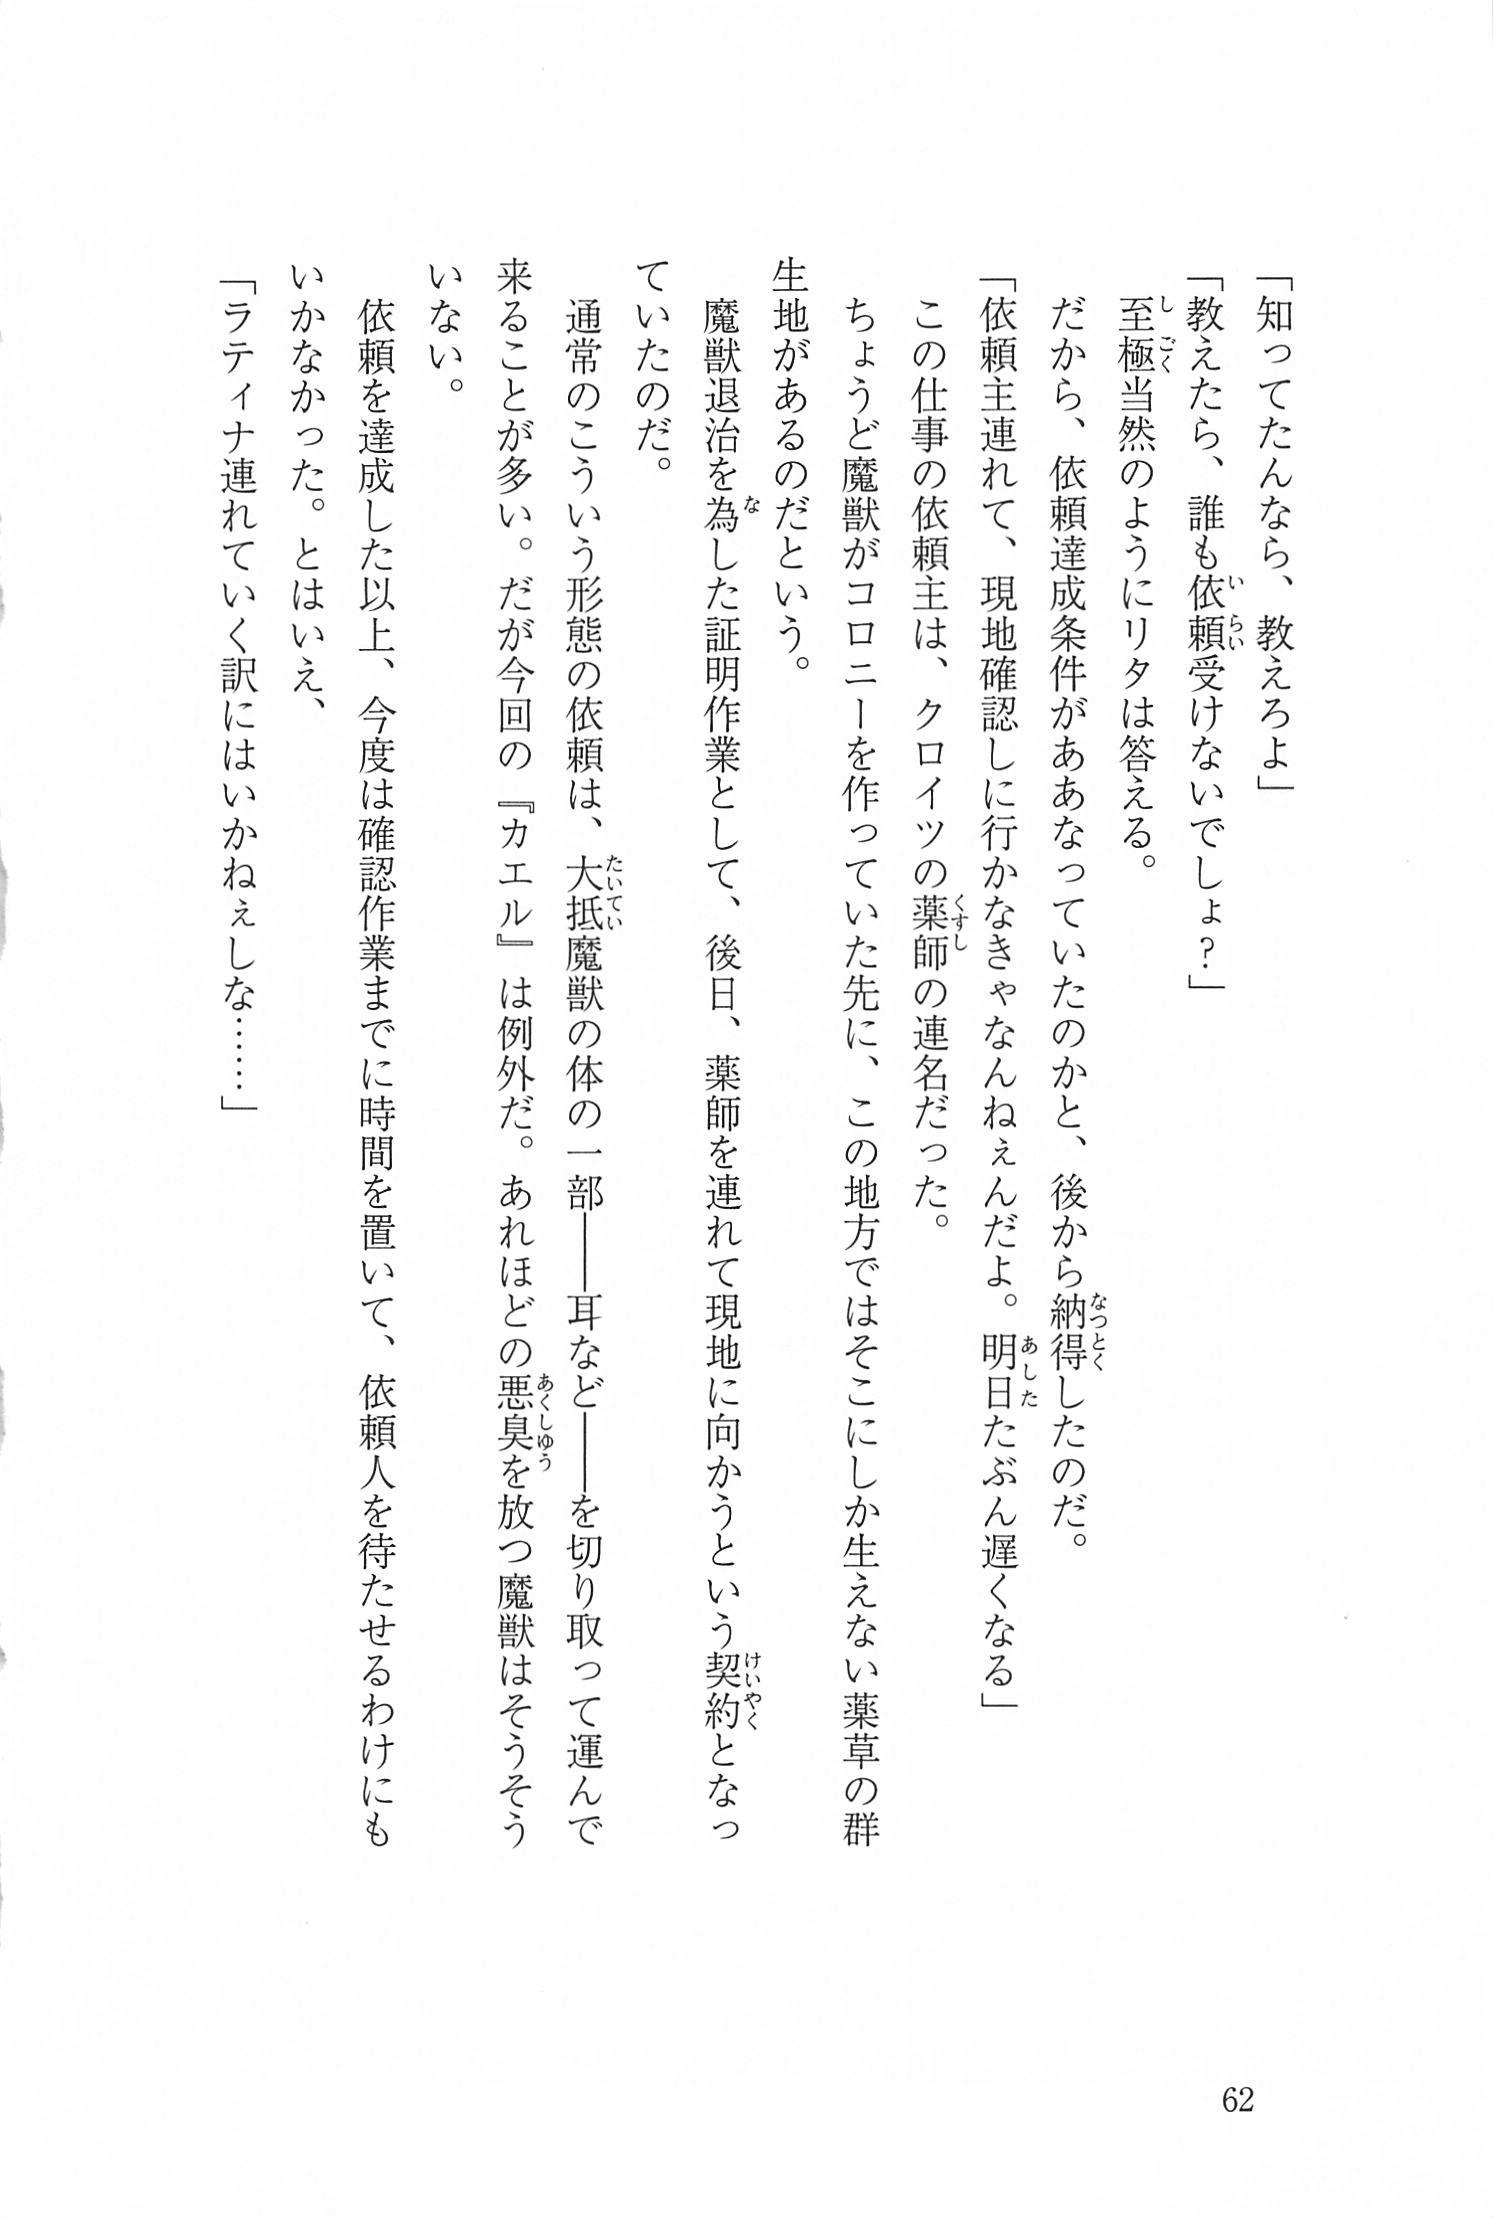 「知ってたんなら、教えろよ」
「教えたら、誰も依頼受けないでしょ?」
　至極当然のようにリタは答える。
　だから、依頼達成条件がああなっていたのかと、後から納得したのだ。
「依頼主連れて、現地確認しに行かなきゃなんねぇんだよ。明日たぶん遅くなる」
　この仕事の依頼主は、クロイツの薬師の連名だった。
　ちょうど魔獣がコロニーを作っていた先に、この地方ではそこにしか生えない薬草の群
生地があるのだという。
　魔獣退治を為した証明作業として、後日、薬師を連れて現地に向かうという契約となっ
ていたのだ。
　通常のこういう形態の依頼は、大抵魔獣の体の一部――耳など――を切り取って運んで
来ることが多い。だが今回の『カエル』は例外だ。あれほどの悪臭を放つ魔獣はそうそう
いない。
　依頼を達成した以上、今度は確認作業までに時間を置いて、依頼人を待たせるわけにも
いかなかった。とはいえ、
「ラティナ連れていく訳にはいかねぇしな……」
62